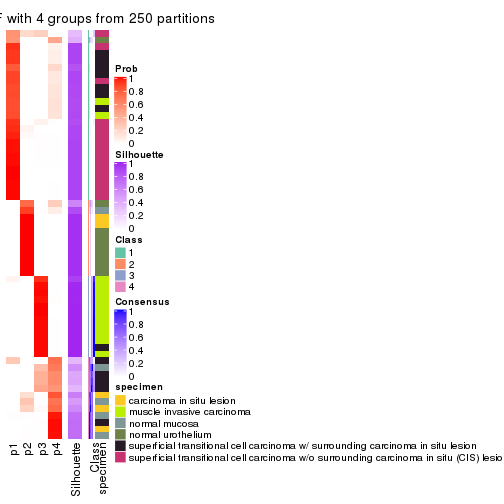 F with 4 groups from 250 partitions
Prob
1
0.8
0.6
0.4
0.2
0
Silhouette
1
0.8
0.6
0.4
0.2
0
Class
1
2
3
4
Consensus
1
0.8
0.6
0.4
0.2
0
specimen
carcinoma in situ lesion
muscle invasive carcinoma
normal mucosa
normal urothelium
superficial transitional cell carcinoma w/ surrounding carcinoma in situ lesion
superficial transitional cell carcinoma w/o surrounding carcinoma in situ (CIS) lesio
p1
p2
p3
p4
Silhouette
Class
specimen